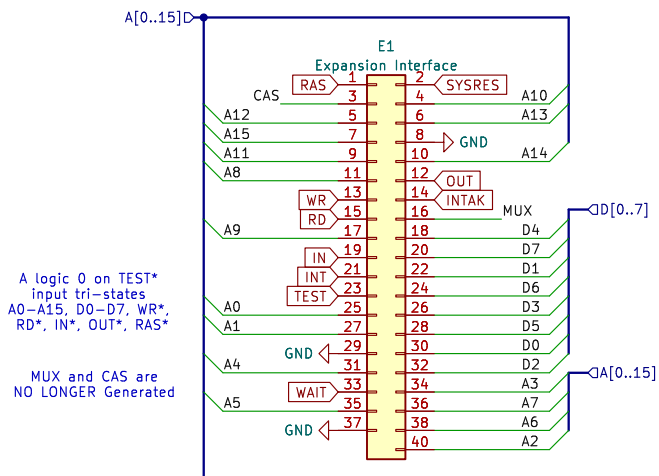 A[0..15]
E1
Expansion Interface
RAS 1 2 SYSRES
CAS 3 4 A10
A12 5 6 A13
A15 7 8 GND
A11 9 10 A14
A8 11 12 OUT
WR 13 14 INTAK
RD 15 16 MUX
D[0..7]
A9 17 18 D4
IN 19 20 D7
INT 21 22 D1
TEST 23 24 D6
A0 25 26 D3
A1 27 28 D5
GND 29 30 D0
A4 31 32 D2
A[0..15]
WAIT 33 34 A3
A5 35 36 A7
GND 37 38 A6
40 A2
A logic 0 on TEST*
input tri-states
A0-A15, D0-D7, WR*,
RD*, IN*, OUT*, RAS*
MUX and CAS are
NO LONGER Generated